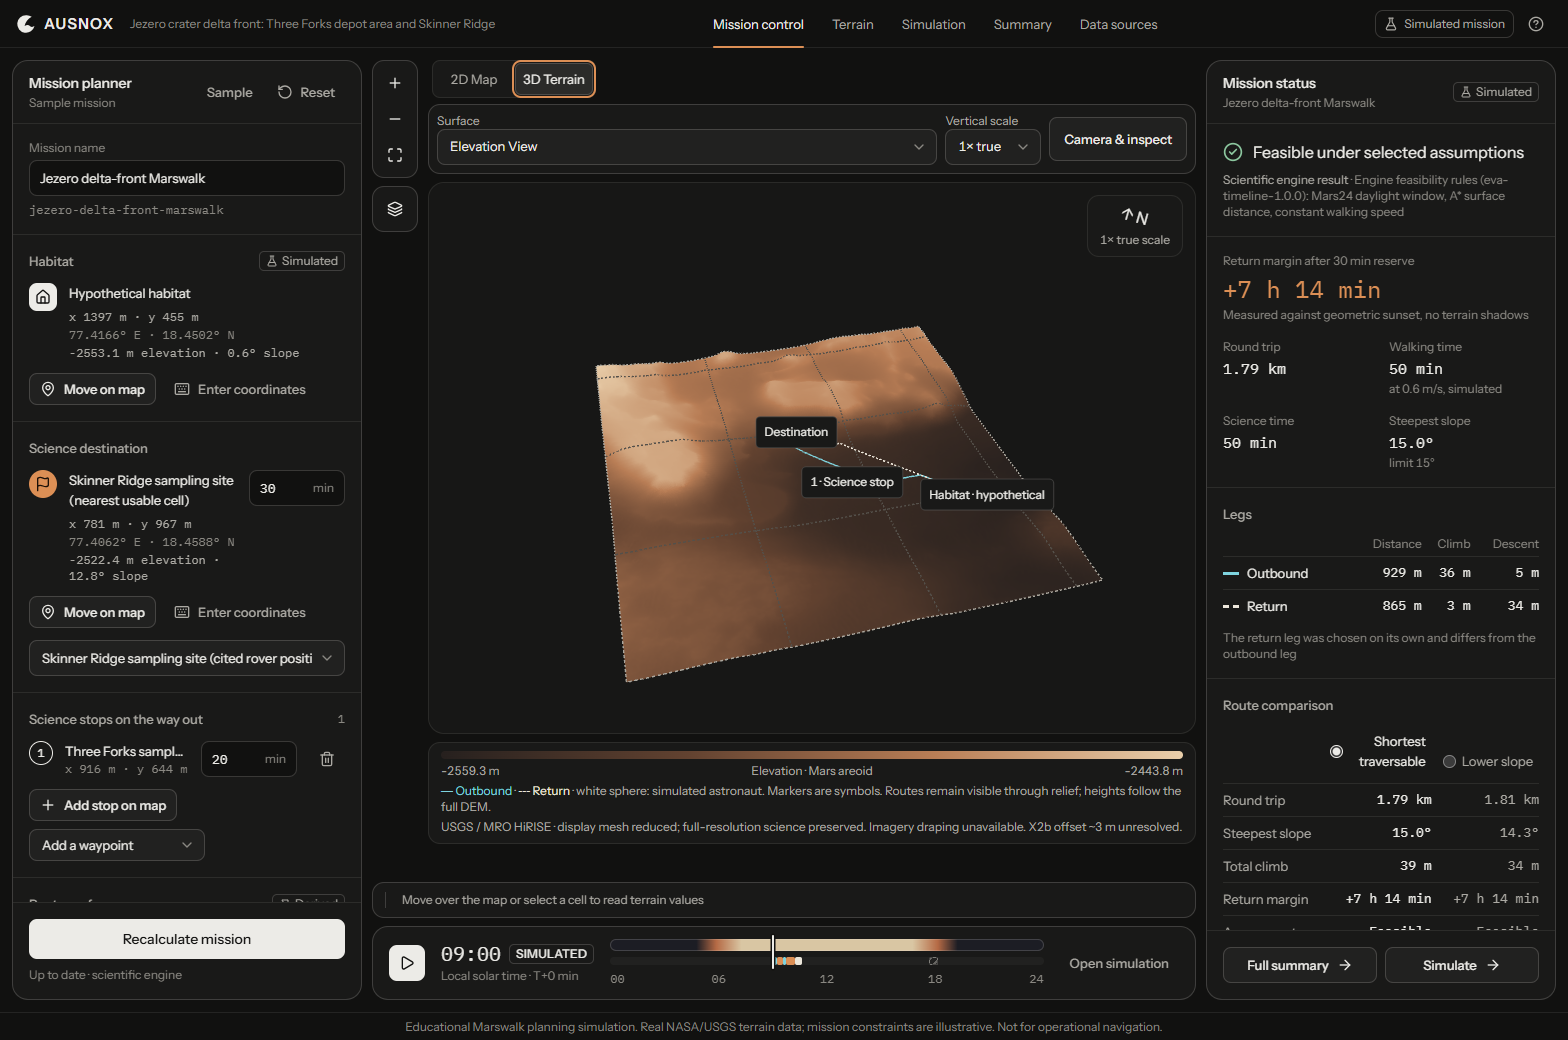 AUSNOX
Jezero crater delta front: Three Forks depot area and Skinner Ridge
Mission control
Terrain
Simulation
Summary
Data sources
Simulated mission
Mission planner
Sample mission
Sample
Reset
Mission name
Jezero delta-front Marswalk
jezero-delta-front-marswalk
Habitat
Simulated
Hypothetical habitat
x 1397 m · y 455 m
77.4166° E · 18.4502° N
-2553.1 m elevation · 0.6° slope
Move on map
Enter coordinates
Science destination
Skinner Ridge sampling site
(nearest usable cell)
30 min
x 781 m · y 967 m
77.4062° E · 18.4588° N
-2522.4 m elevation ·
12.8° slope
Move on map
Enter coordinates
Skinner Ridge sampling site (cited rover positi
Science stops on the way out
1
1
Three Forks sampl...
x 916 m · y 644 m
20 min
Add stop on map
Add a waypoint
Recalculate mission
Up to date · scientific engine
2D Map
3D Terrain
Surface
Elevation View
Vertical scale
1× true
Camera & inspect
N
1× true scale
Destination
1 · Science stop
Habitat · hypothetical
-2559.3 m
Elevation · Mars areoid
-2443.8 m
— Outbound · --- Return · white sphere: simulated astronaut. Markers are symbols. Routes remain visible through relief; heights follow the
full DEM.
USGS / MRO HiRISE · display mesh reduced; full-resolution science preserved. Imagery draping unavailable. X2b offset ~3 m unresolved.
Move over the map or select a cell to read terrain values
09:00
SIMULATED
Local solar time · T+0 min
00
06
12
18
24
Open simulation
Mission status
Jezero delta-front Marswalk
Simulated
Feasible under selected assumptions
Scientific engine result · Engine feasibility rules (eva-
timeline-1.0.0): Mars24 daylight window, A* surface
distance, constant walking speed
Return margin after 30 min reserve
+7 h 14 min
Measured against geometric sunset, no terrain shadows
Round trip
1.79 km
Walking time
50 min
at 0.6 m/s, simulated
Science time
50 min
Steepest slope
15.0°
limit 15°
Legs
Distance Climb Descent
Outbound 929 m 36 m 5 m
Return 865 m 3 m 34 m
The return leg was chosen on its own and differs from the
outbound leg
Route comparison
Shortest
traversable
Lower slope
Round trip 1.79 km 1.81 km
Steepest slope 15.0° 14.3°
Total climb 39 m 34 m
Return margin +7 h 14 min +7 h 14 min
Full summary
Simulate
Educational Marswalk planning simulation. Real NASA/USGS terrain data; mission constraints are illustrative. Not for operational navigation.